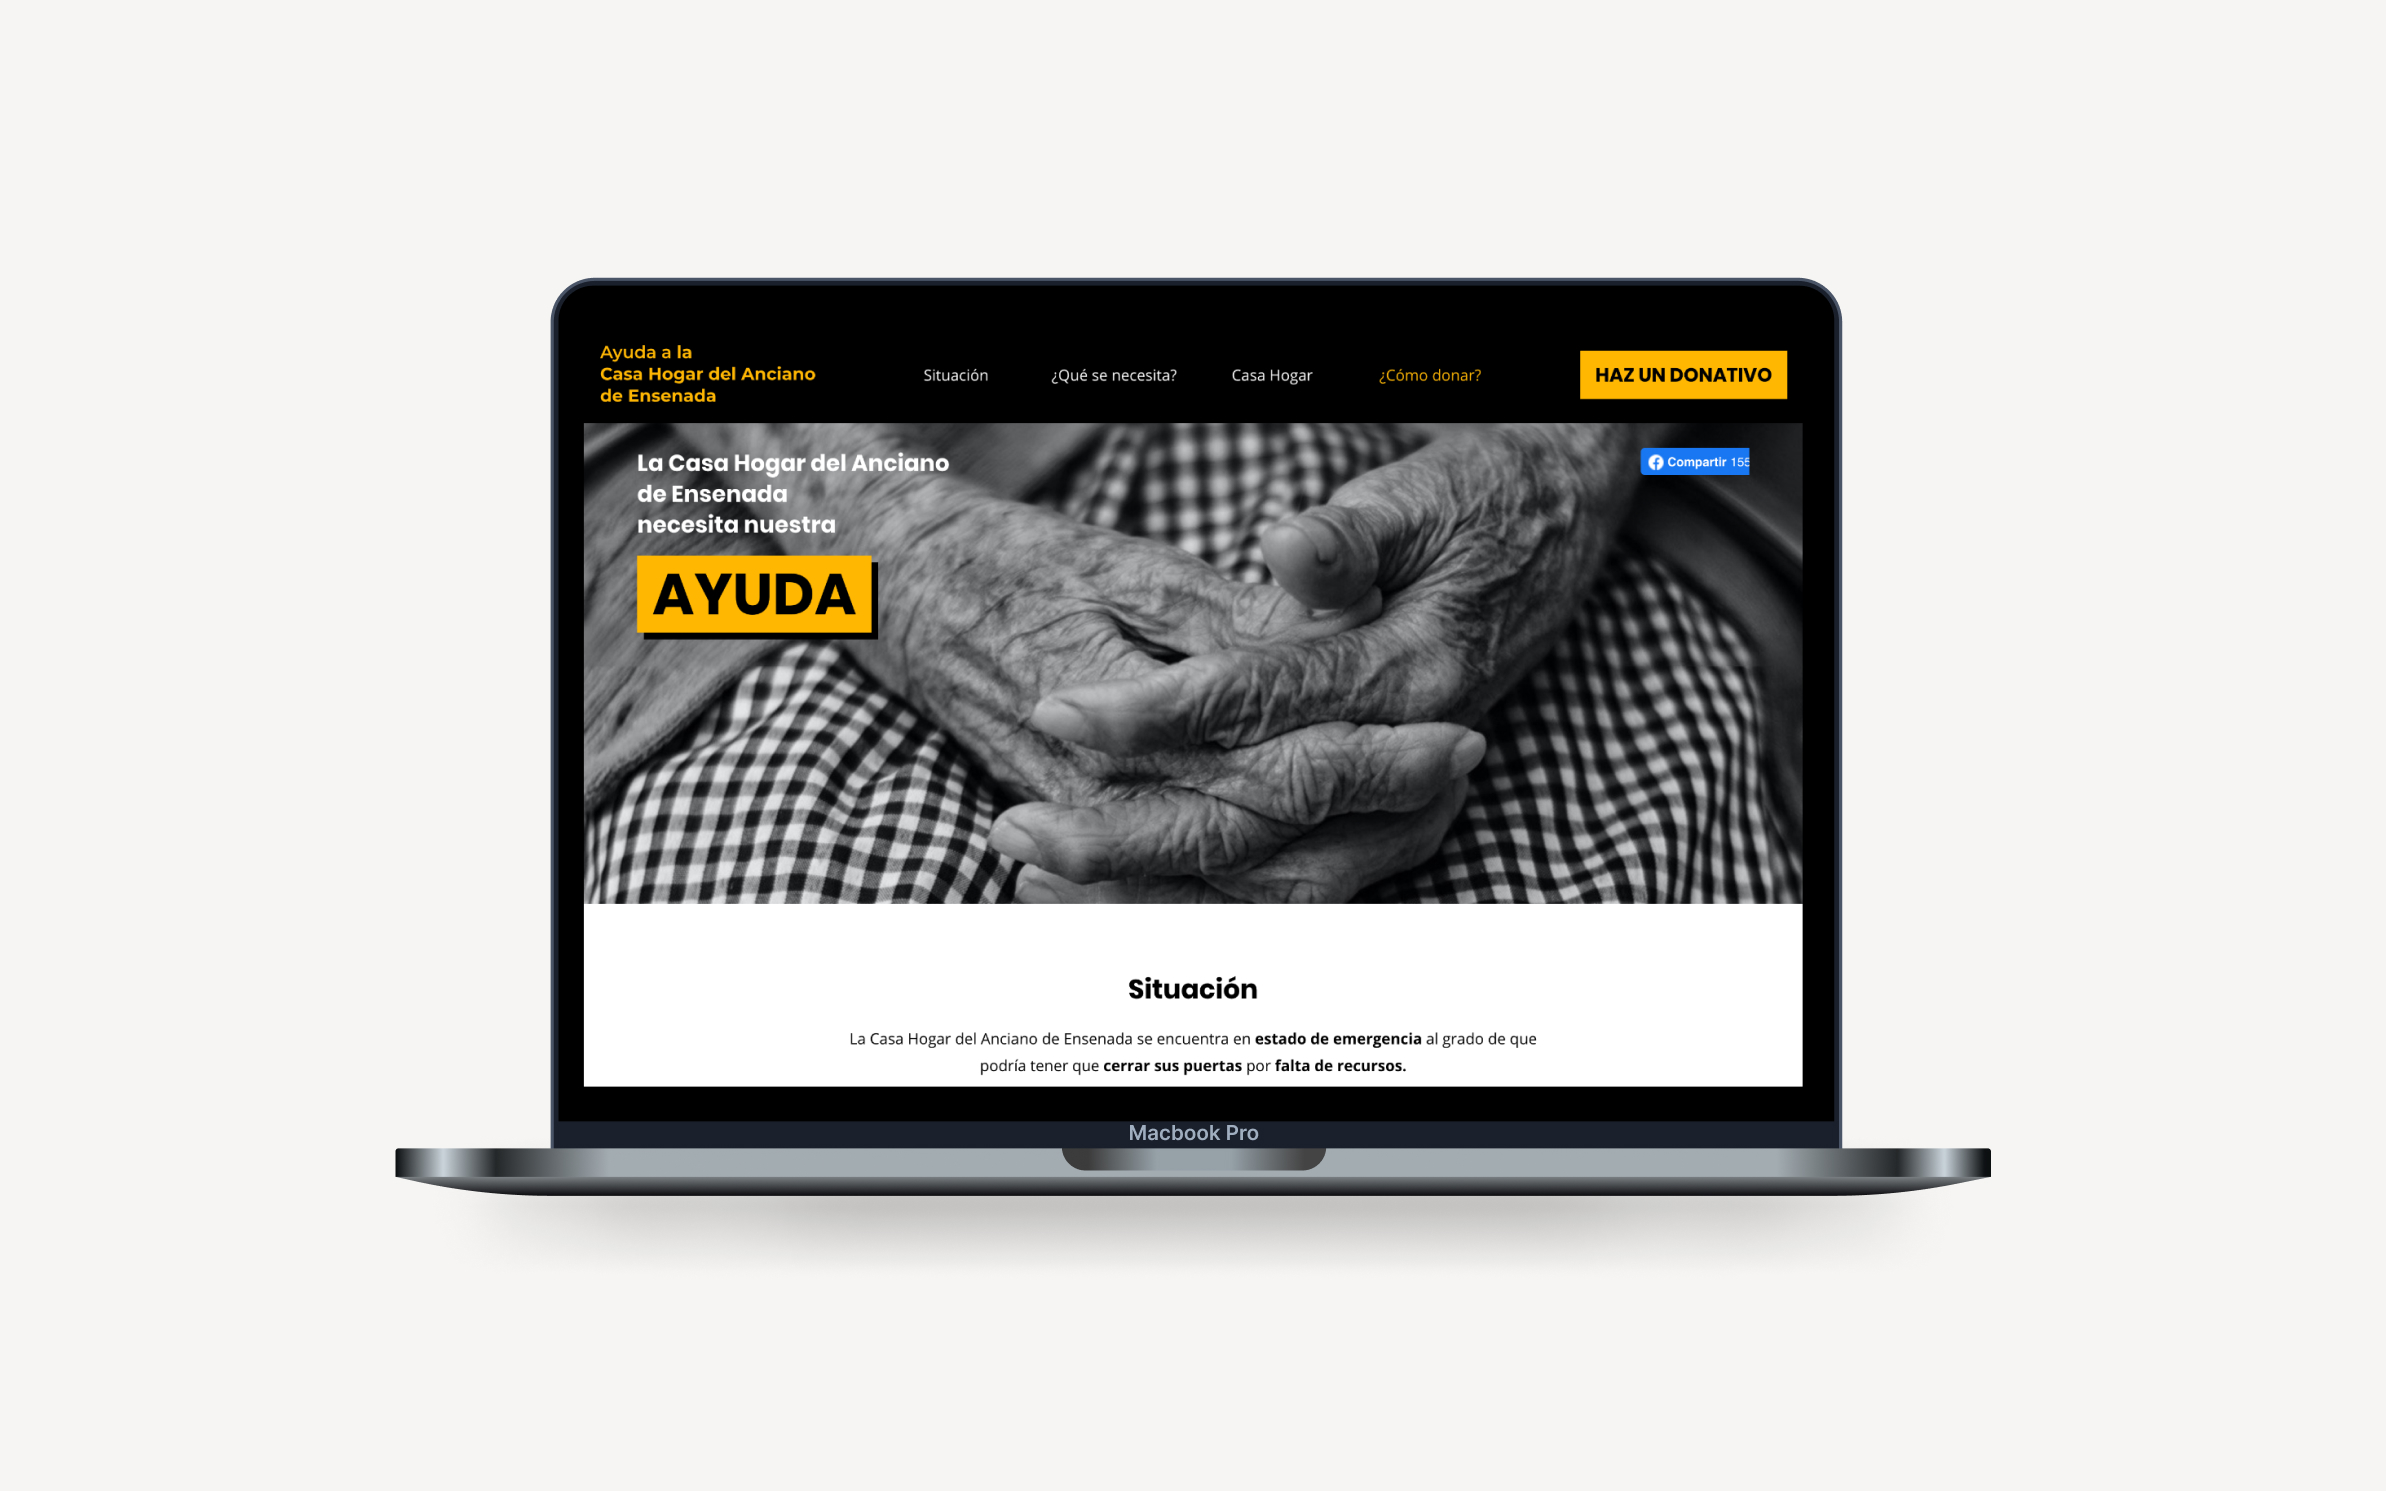 Ayuda a la
Casa Hogar del Anciano
de Ensenada
Situación
¿Qué se necesita?
Casa Hogar
¿Cómo donar?
HAZ UN DONATIVO
La Casa Hogar del Anciano
de Ensenada
necesita nuestra
AYUDA
Compartir 155
Situación
La Casa Hogar del Anciano de Ensenada se encuentra en estado de emergencia al grado de que
podría tener que cerrar sus puertas por falta de recursos.
Macbook Pro